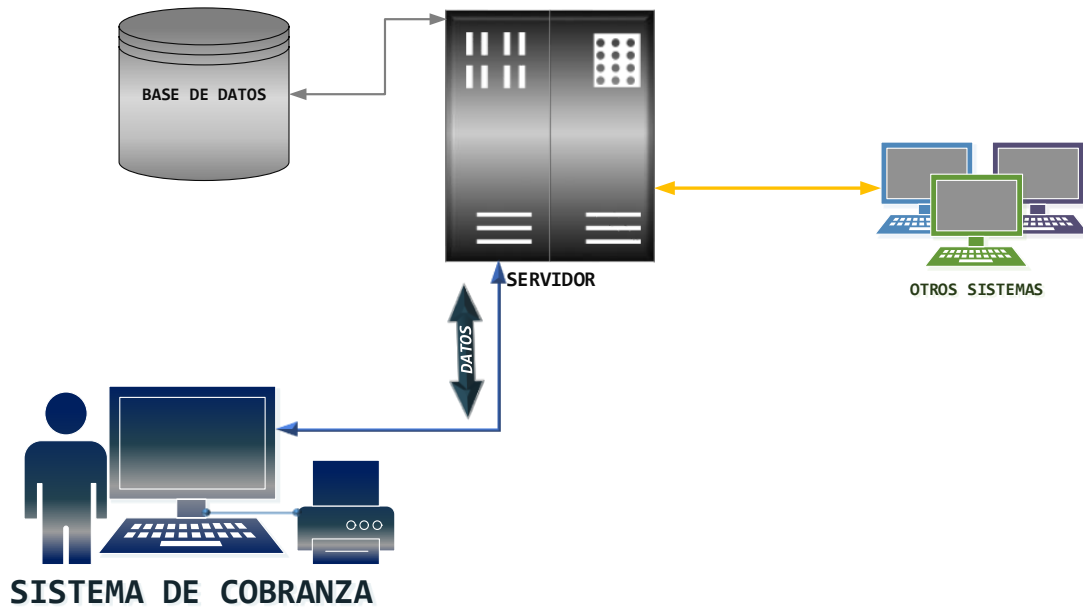 BASE DE DATOS
SERVIDOR
OTROS SISTEMAS
DATOS
SISTEMA DE COBRANZA